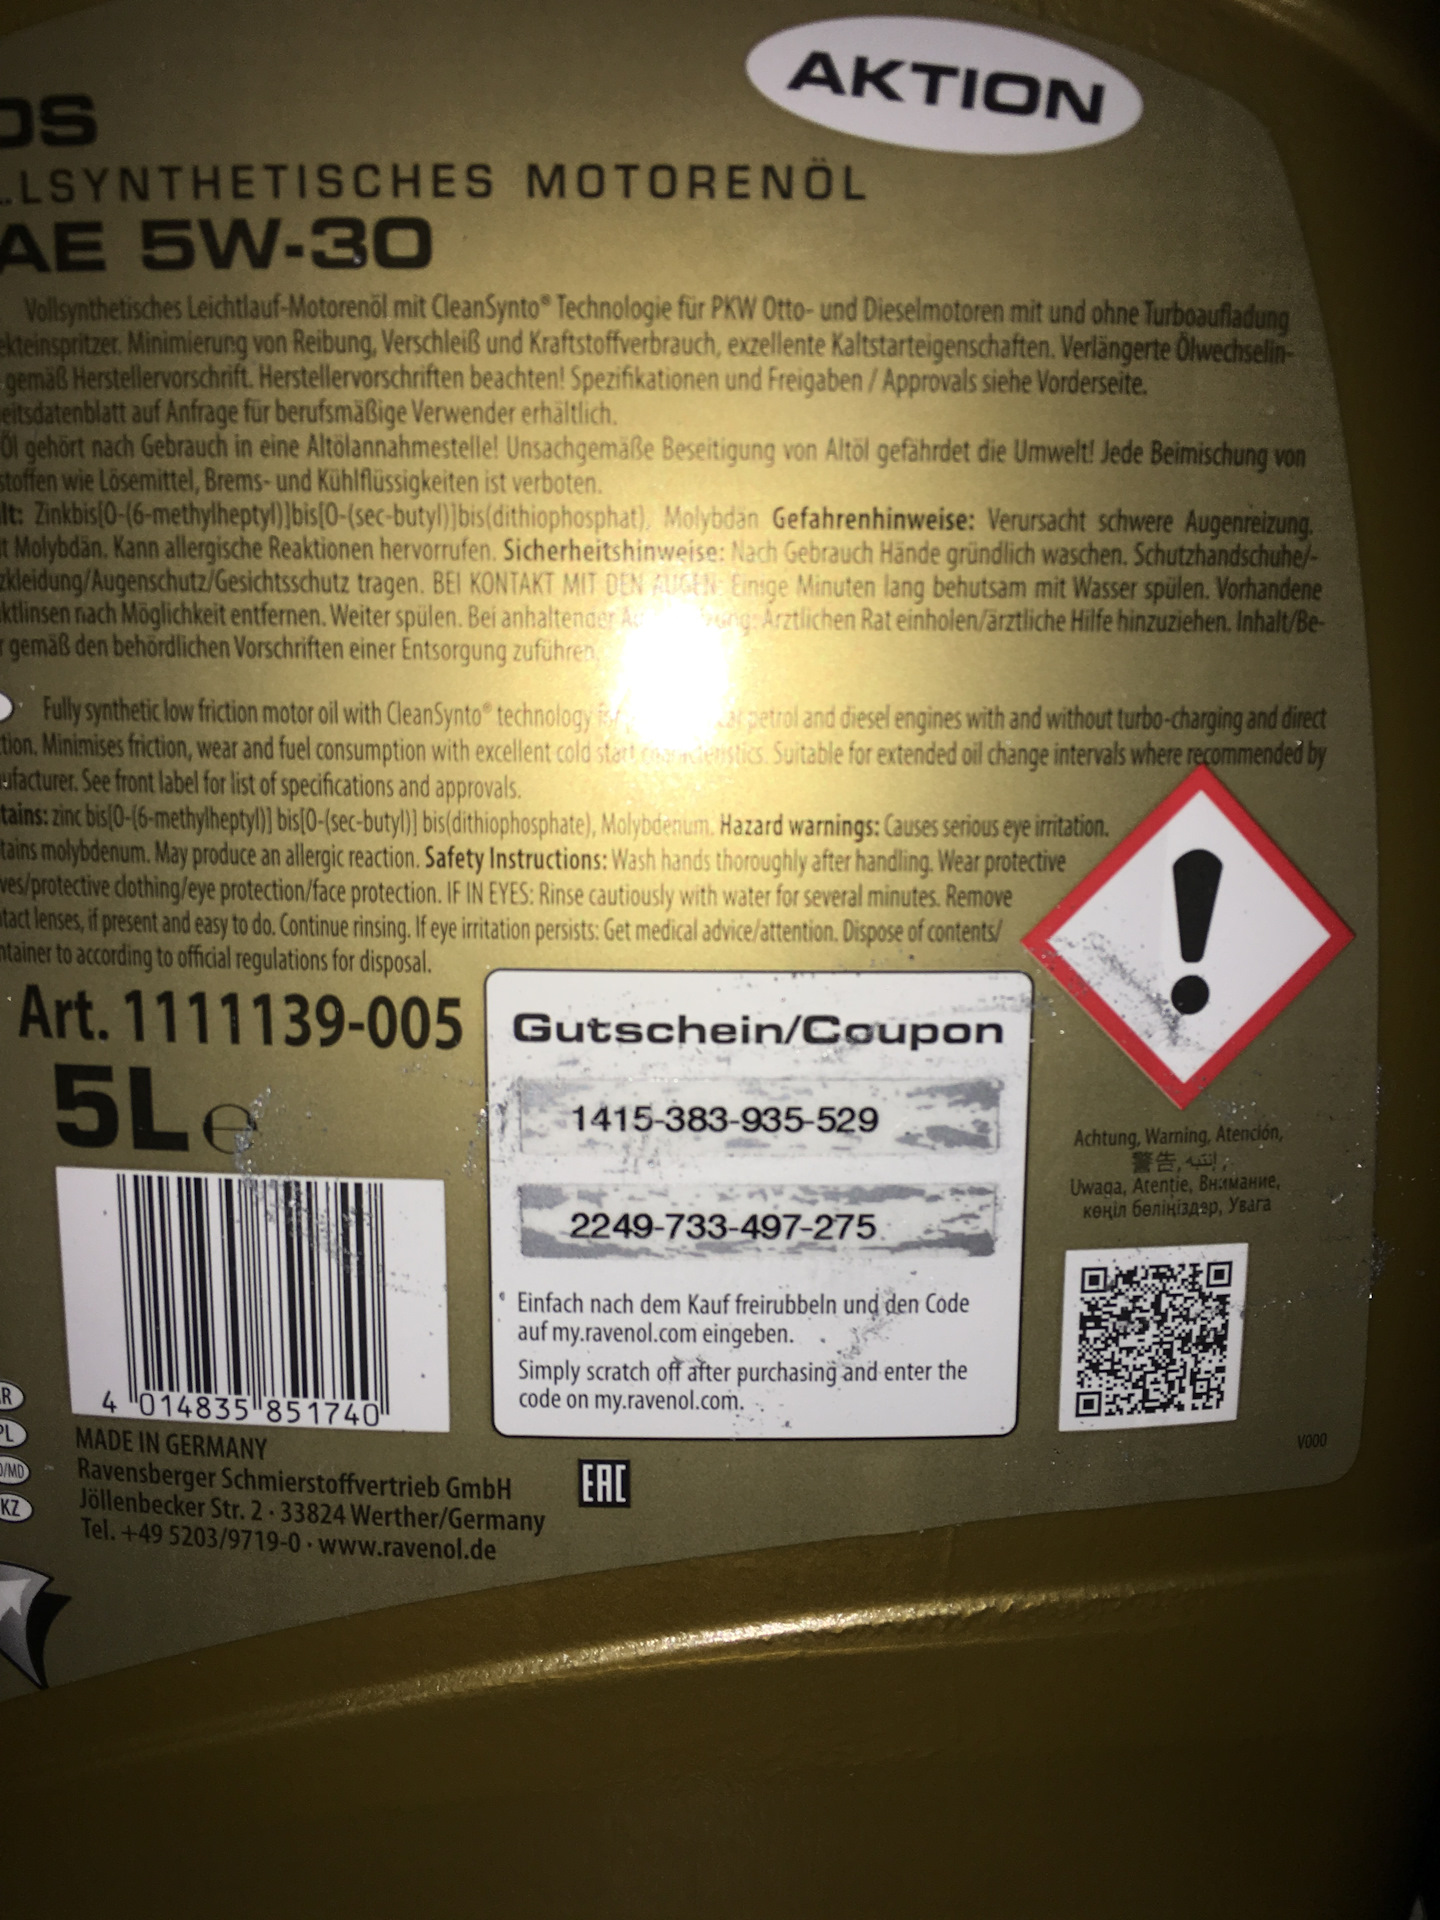 AKTION
DS
LSYNTHETISCHES MOTORENÖL
AE 5W-30
Vollsynthetisches Leichtlauf-Motorenöl mit CleanSynto® Technologie für PKW Otto- und Dieselmotoren mit und ohne Turboaufladung
ekteinspritzer. Minimierung von Reibung, Verschleiß und Kraftstoffverbrauch, exzellente Kaltstarteigenschaften. Verlängerte Ölwechselin-
gemäß Herstellervorschrift. Herstellervorschriften beachten! Spezifikationen und Freigaben / Approvals siehe Vorderseite.
eitsdatenblatt auf Anfrage für berufsmäßige Verwender erhältlich.
Öl gehört nach Gebrauch in eine Altölannahmestelle! Unsachgemäße Beseitigung von Altöl gefährdet die Umwelt! Jede Beimischung von
stoffen wie Lösemittel, Brems- und Kühlflüssigkeiten ist verboten.
lt: Zinkbis[O-(6-methylheptyl)]bis[O-(sec-butyl)]bis(dithiophosphat), Molybdän Gefahrenhinweise: Verursacht schwere Augenreizung.
t Molybdän. Kann allergische Reaktionen hervorrufen. Sicherheitshinweise: Nach Gebrauch Hände gründlich waschen. Schutzhandschuhe/-
zkleidung/Augenschutz/Gesichtsschutz tragen. BEI KONTAKT MIT DEN AUGEN: Einige Minuten lang behutsam mit Wasser spülen. Vorhandene
ktlinsen nach Möglichkeit entfernen. Weiter spülen. Bei anhaltender Ärztlichen Rat einholen/ärztliche Hilfe hinzuziehen. Inhalt/Be-
r gemäß den behördlichen Vorschriften einer Entsorgung zuführen.
Fully synthetic low friction motor oil with CleanSynto® technology petrol and diesel engines with and without turbo-charging and direct
tion. Minimises friction, wear and fuel consumption with excellent cold start characteristics. Suitable for extended oil change intervals where recommended by
ufacturer. See front label for list of specifications and approvals.
tains: zinc bis[O-(6-methylheptyl)] bis[O-(sec-butyl)] bis(dithiophosphate), Molybdenum. Hazard warnings: Causes serious eye irritation.
tains molybdenum. May produce an allergic reaction. Safety Instructions: Wash hands thoroughly after handling. Wear protective
ves/protective clothing/eye protection/face protection. IF IN EYES: Rinse cautiously with water for several minutes. Remove
tact lenses, if present and easy to do. Continue rinsing. If eye irritation persists: Get medical advice/attention. Dispose of contents/
ntainer to according to official regulations for disposal.
Art. 1111139-005
5L e
Gutschein/Coupon
1415-383-935-529
2249-733-497-275
Einfach nach dem Kauf freirubbeln und den Code
auf my.ravenol.com eingeben.
Simply scratch off after purchasing and enter the
code on my.ravenol.com.
Achtung, Warning, Atención,
警告, انتبه,
Uwaga, Atenție, Внимание,
көңіл бөліңіздер, Увага
4 014835 851740
V000
R
PL
O/MD
KZ
MADE IN GERMANY
Ravensberger Schmierstoffvertrieb GmbH
Jöllenbecker Str. 2 · 33824 Werther/Germany
Tel. +49 5203/9719-0 · www.ravenol.de
EAC